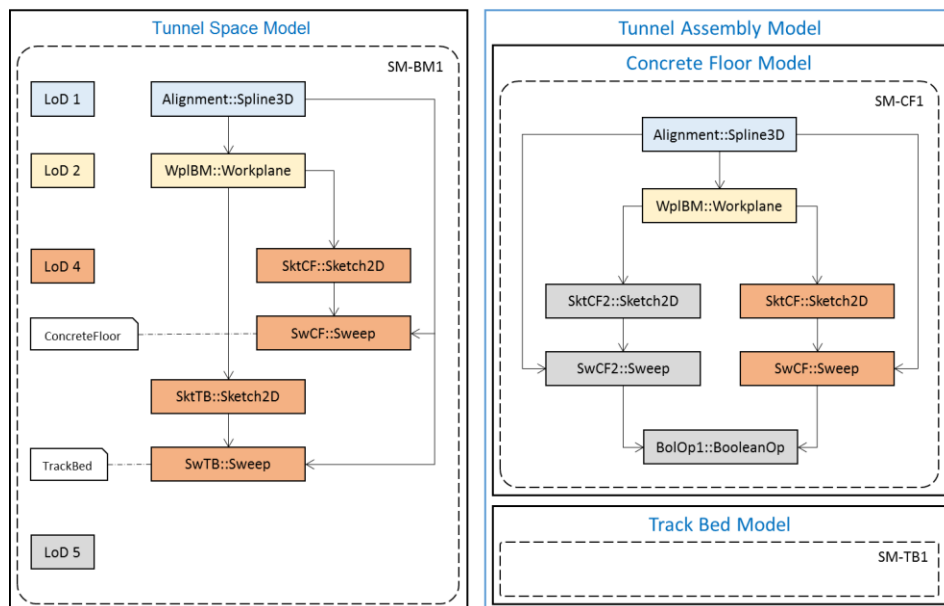 Tunnel Space Model
SM-BM1
LoD 1
Alignment::Spline3D
LoD 2
WplBM::Workplane
LoD 4
SktCF::Sketch2D
ConcreteFloor
SwCF::Sweep
SktTB::Sketch2D
TrackBed
SwTB::Sweep
LoD 5
Tunnel Assembly Model
Concrete Floor Model
SM-CF1
Alignment::Spline3D
WplBM::Workplane
SktCF2::Sketch2D
SktCF::Sketch2D
SwCF2::Sweep
SwCF::Sweep
BolOp1::BooleanOp
Track Bed Model
SM-TB1